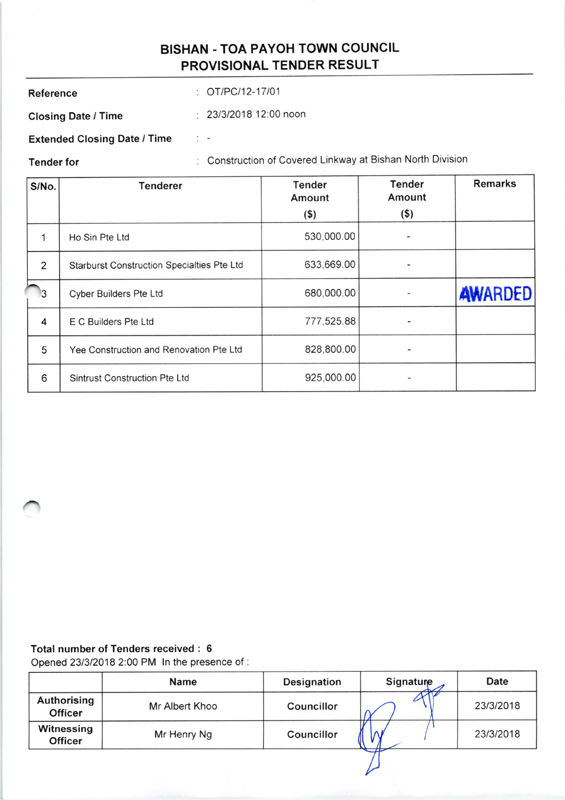 BISHAN - TOA PAYOH TOWN COUNCIL
PROVISIONAL TENDER RESULT
Reference : OT/PC/12-17/01
Closing Date / Time : 23/3/2018 12:00 noon
Extended Closing Date / Time : -
Tender for : Construction of Covered Linkway at Bishan North Division
S/No. Tenderer Tender Amount ($) Tender Amount ($) Remarks
1 Ho Sin Pte Ltd 530,000.00 -
2 Starburst Construction Specialties Pte Ltd 633,669.00 -
3 Cyber Builders Pte Ltd 680,000.00 - AWARDED
4 E C Builders Pte Ltd 777,525.88 -
5 Yee Construction and Renovation Pte Ltd 828,800.00 -
6 Sintrust Construction Pte Ltd 925,000.00 -
Total number of Tenders received : 6
Opened 23/3/2018 2:00 PM In the presence of :
Name Designation Signature Date
Authorising Officer Mr Albert Khoo Councillor 23/3/2018
Witnessing Officer Mr Henry Ng Councillor 23/3/2018